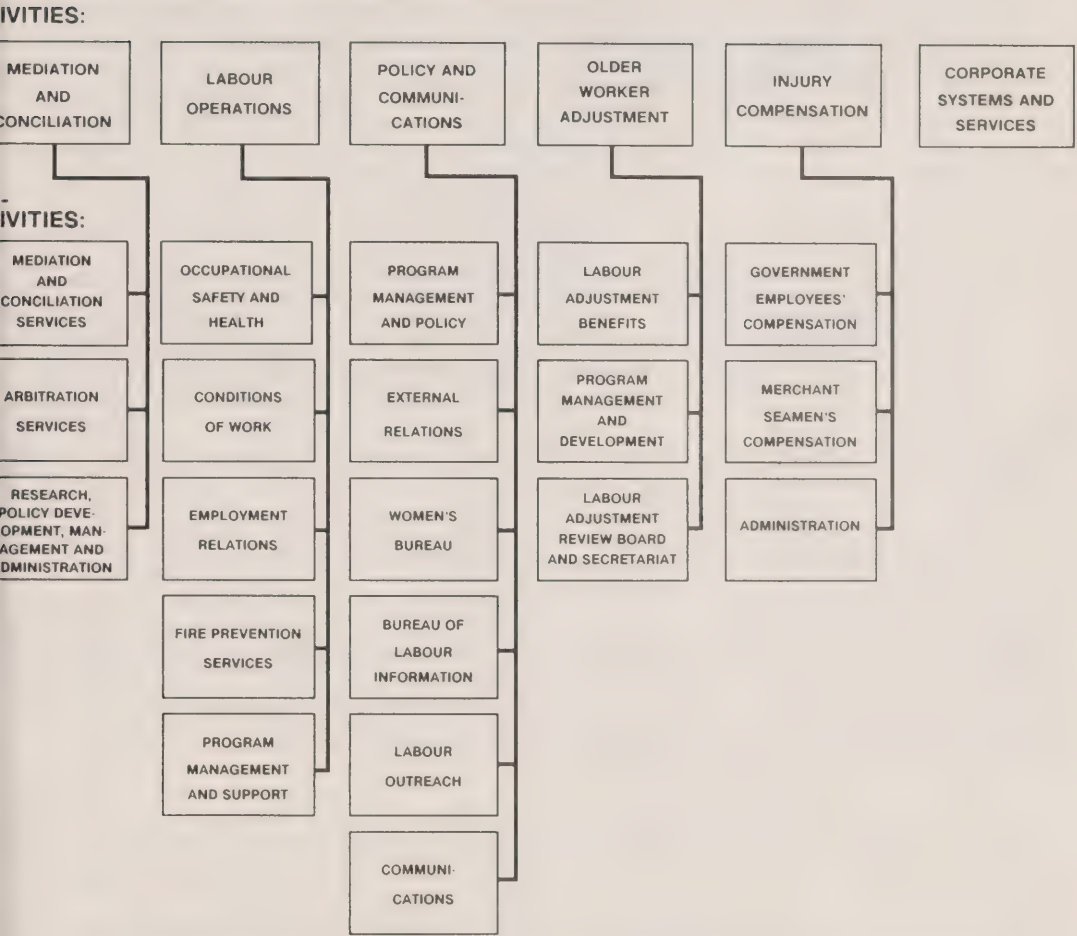 IVITIES:
MEDIATION
AND
CONCILIATION
LABOUR
OPERATIONS
POLICY AND
COMMUNI-
CATIONS
OLDER
WORKER
ADJUSTMENT
INJURY
COMPENSATION
CORPORATE
SYSTEMS AND
SERVICES
-
IVITIES:
MEDIATION
AND
CONCILIATION
SERVICES
ARBITRATION
SERVICES
RESEARCH,
POLICY DEVE-
OPMENT, MAN-
AGEMENT AND
DMINISTRATION
OCCUPATIONAL
SAFETY AND
HEALTH
CONDITIONS
OF WORK
EMPLOYMENT
RELATIONS
FIRE PREVENTION
SERVICES
PROGRAM
MANAGEMENT
AND SUPPORT
PROGRAM
MANAGEMENT
AND POLICY
EXTERNAL
RELATIONS
WOMEN'S
BUREAU
BUREAU OF
LABOUR
INFORMATION
LABOUR
OUTREACH
COMMUNI-
CATIONS
LABOUR
ADJUSTMENT
BENEFITS
PROGRAM
MANAGEMENT
AND
DEVELOPMENT
LABOUR
ADJUSTMENT
REVIEW BOARD
AND SECRETARIAT
GOVERNMENT
EMPLOYEES'
COMPENSATION
MERCHANT
SEAMEN'S
COMPENSATION
ADMINISTRATION